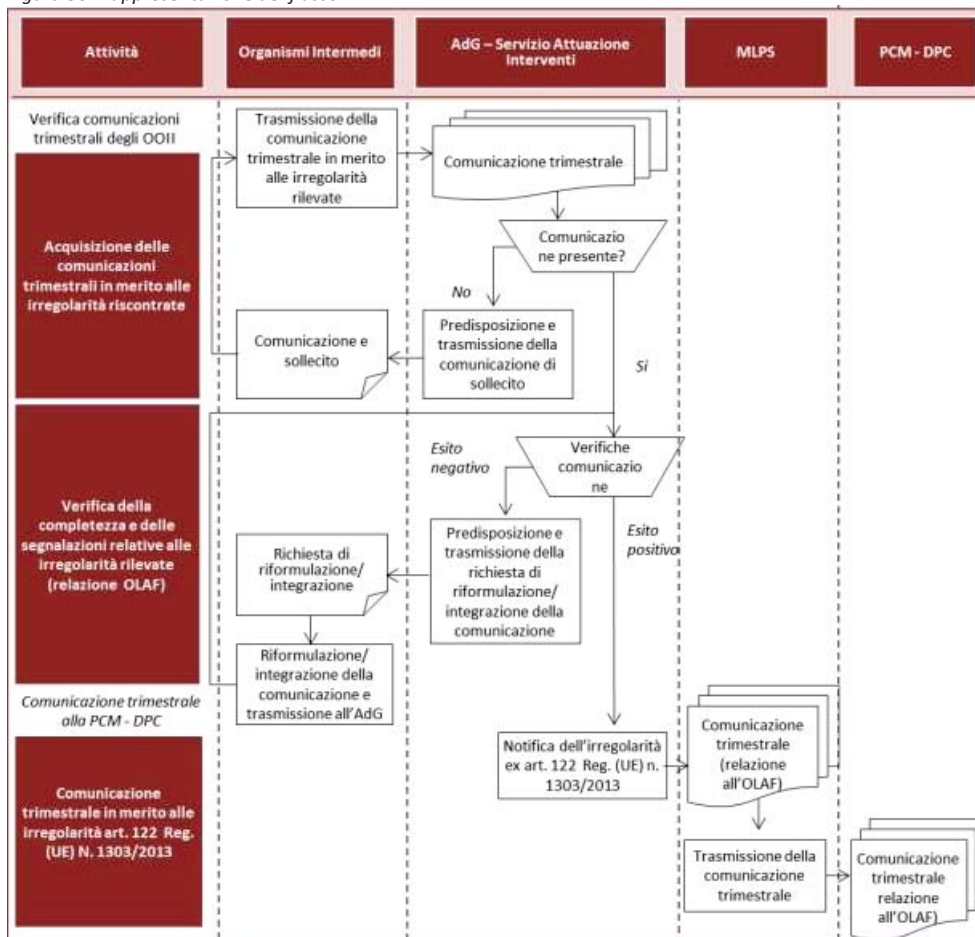 Attività
Organismi Intermedi
AdG – Servizio Attuazione
Interventi
MLPS
PCM - DPC
Verifica comunicazioni
trimestrali degli OOII
Acquisizione delle
comunicazioni
trimestrali in merito alle
irregolarità riscontrate
Trasmissione della
comunicazione
trimestrale in merito
alle irregolarità
rilevate
Comunicazione trimestrale
Comunicazio
ne presente?
No
Si
Predisposizione e
trasmissione della
comunicazione di
sollecito
Comunicazione e
sollecito
Verifica della
completezza e delle
segnalazioni relative alle
irregolarità rilevate
(relazione OLAF)
Verifiche
comunicazio
ne
Esito
negativo
Esito
positivo
Predisposizione e
trasmissione della
richiesta di
riformulazione/
integrazione della
comunicazione
Richiesta di
riformulazione/
integrazione
Riformulazione/
integrazione della
comunicazione e
trasmissione all'AdG
Comunicazione trimestrale
alla PCM - DPC
Comunicazione
trimestrale in merito alle
irregolarità art. 122 Reg.
(UE) N. 1303/2013
Notifica dell'irregolarità
ex art. 122 Reg. (UE) n.
1303/2013
Comunicazione
trimestrale
(relazione
all'OLAF)
Trasmissione della
comunicazione
trimestrale
Comunicazione
trimestrale
relazione
all'OLAF)